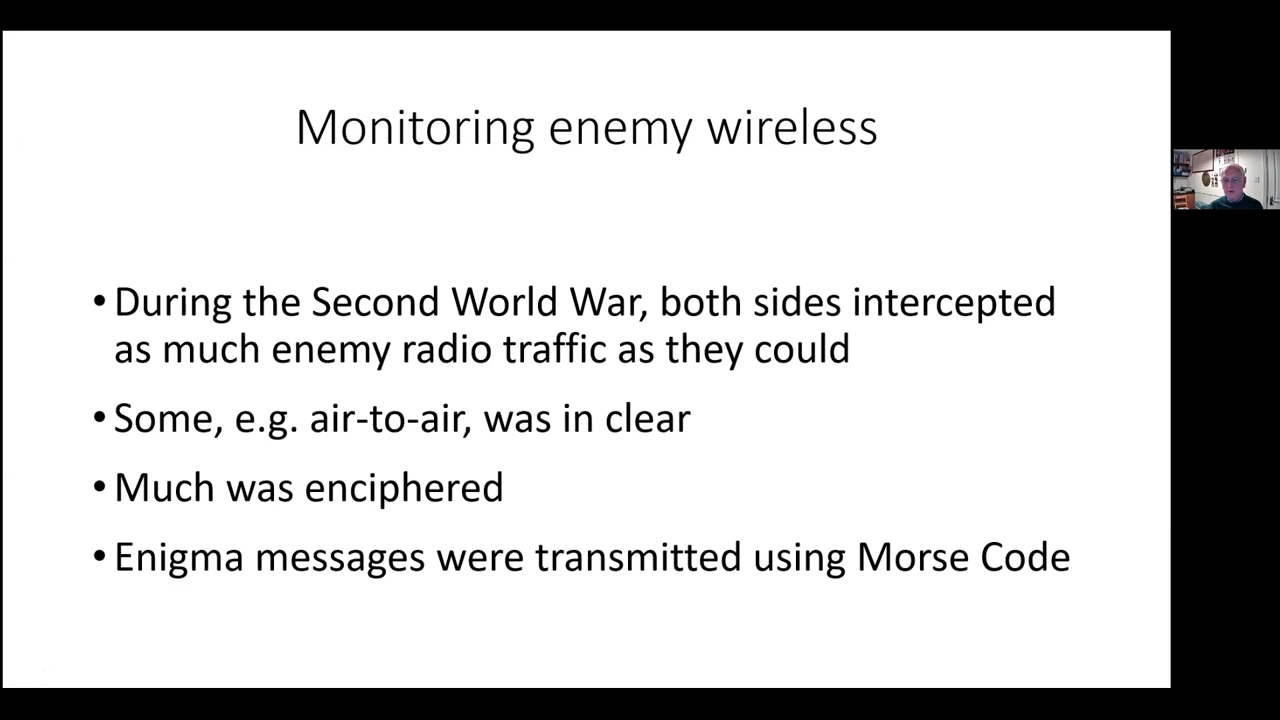 Monitoring enemy wireless
• During the Second World War, both sides intercepted
as much enemy radio traffic as they could
• Some, e.g. air-to-air, was in clear
• Much was enciphered
• Enigma messages were transmitted using Morse Code